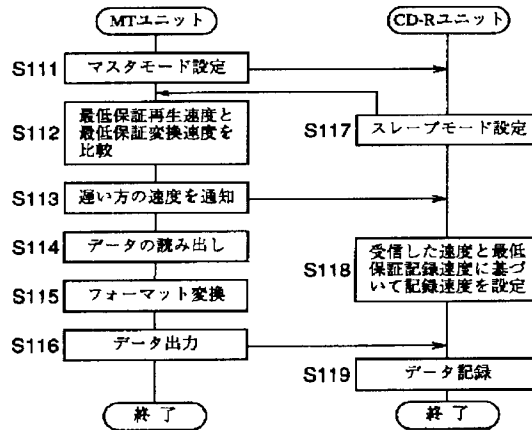 MTユニット
CD-Rユニット
S111
マスタモード設定
S112
最低保証再生速度と
最低保証変換速度を
比較
S117
スレーブモード設定
S113
遅い方の速度を通知
S114
データの読み出し
S118
受信した速度と最低
保証記録速度に基づ
いて記録速度を設定
S115
フォーマット変換
S116
データ出力
S119
データ記録
終了
終了